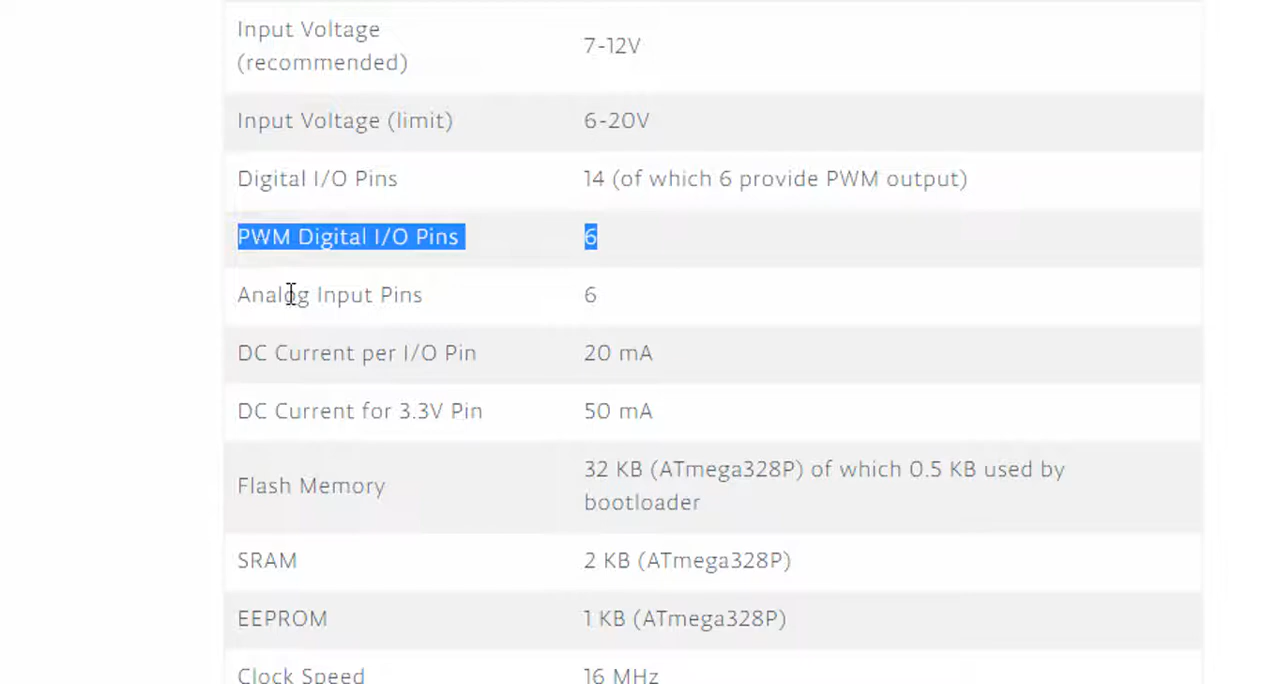 Input Voltage
(recommended)
7-12V
Input Voltage (limit)
6-20V
Digital I/O Pins
14 (of which 6 provide PWM output)
PWM Digital I/O Pins
6
Analog Input Pins
6
DC Current per I/O Pin
20 mA
DC Current for 3.3V Pin
50 mA
Flash Memory
32 KB (ATmega328P) of which 0.5 KB used by
bootloader
SRAM
2 KB (ATmega328P)
EEPROM
1 KB (ATmega328P)
Clock Speed
16 MHz